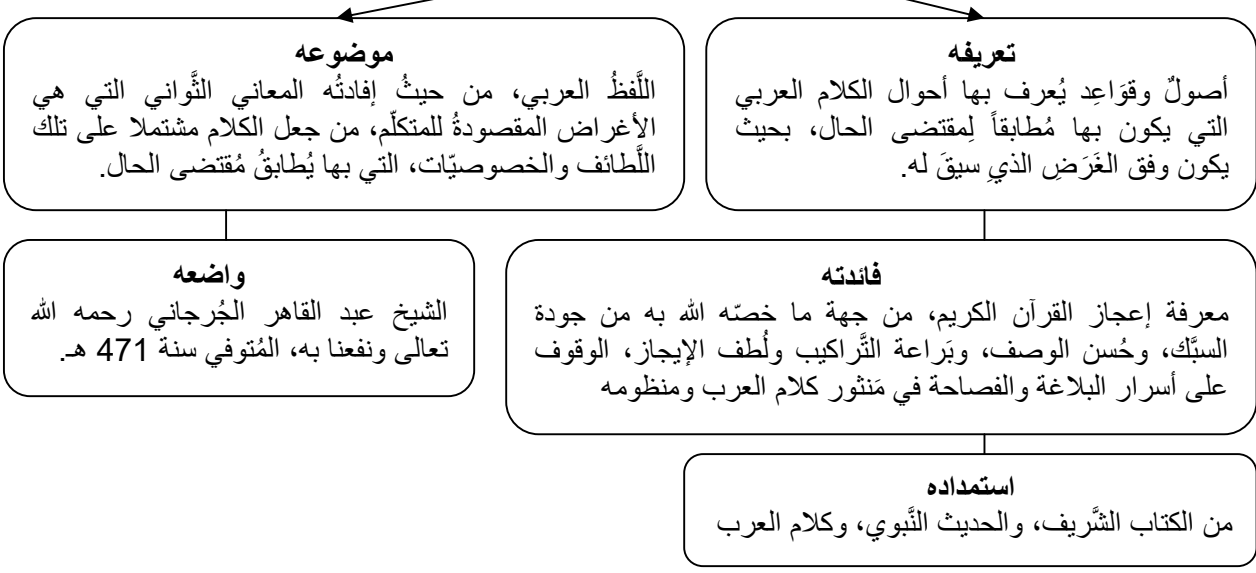 تعريفه
أصولٌ وقوَاعِد يُعرف بها أحوال الكلام العربي
التي يكون بها مُطابقاً لِمقتضى الحال، بحيث
يكون وفق الغَرَضِ الذيِ سيقَ له.
موضوعه
اللَّفظُ العربي، من حيثُ إفادتُه المعاني الثَّواني التي هي
الأغراض المقصودةُ للمتكلّم، من جعل الكلام مشتملا على تلك
اللَّطائف والخصوصيّات، التي بها يُطابقُ مُقتضى الحال.
فائدته
معرفة إعجاز القرآن الكريم، من جهة ما خصّه الله به من جودة
السبَّك، وحُسن الوصف، وبَراعة التَّراكيب ولُطف الإيجاز، الوقوف
على أسرار البلاغة والفصاحة في مَنثور كلام العرب ومنظومه
واضعه
الشيخ عبد القاهر الجُرجاني رحمه الله
تعالى ونفعنا به، المُتوفي سنة 471 هـ.
استمداده
من الكتاب الشَّريف، والحديث النَّبوي، وكلام العرب